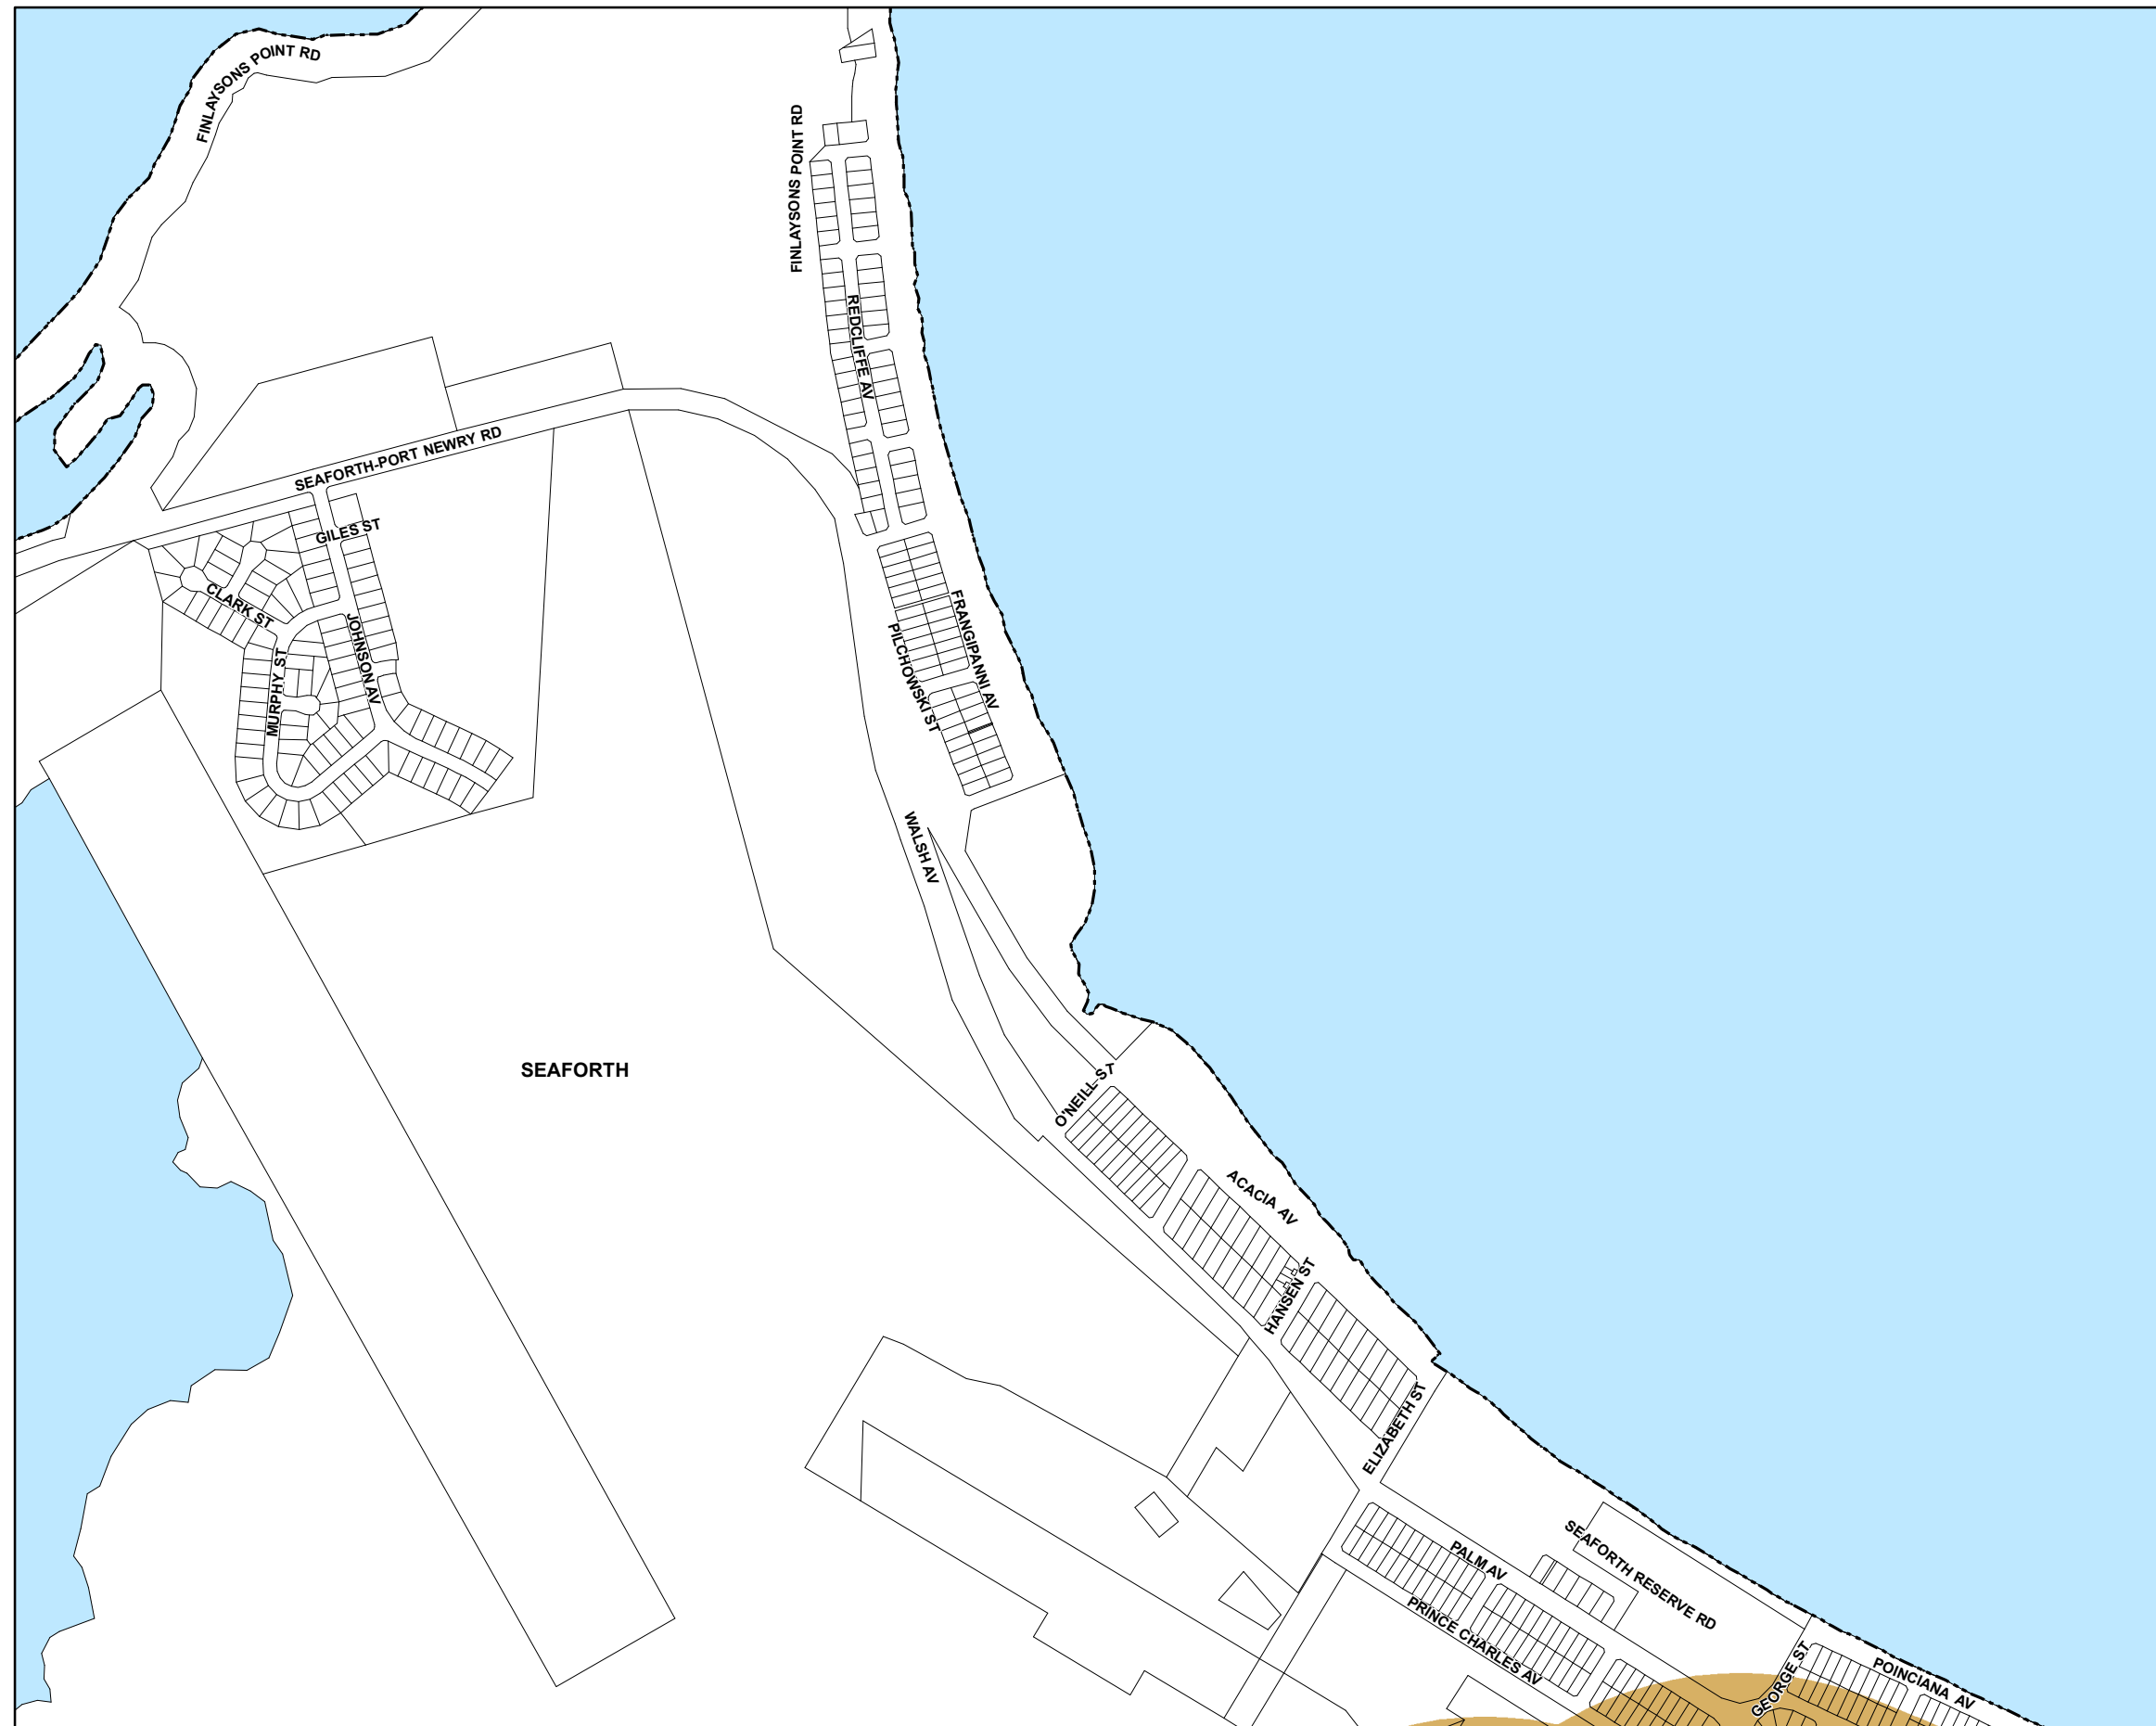 FINLAYSONS POINT RD
FINLAYSONS POINT RD
REDCLIFFE AV
SEAFORTH-PORT NEWRY RD
GILES ST
CLARK ST
JOHNSON AV
MURPHY ST
FRANGIPANNI AV
PILCHOWSKI ST
WALSH AV
SEAFORTH
O'NEILL ST
ACACIA AV
HANSEN ST
ELIZABETH ST
PALM AV
SEAFORTH RESERVE RD
PRINCE CHARLES AV
GEORGE ST
POINCIANA AV